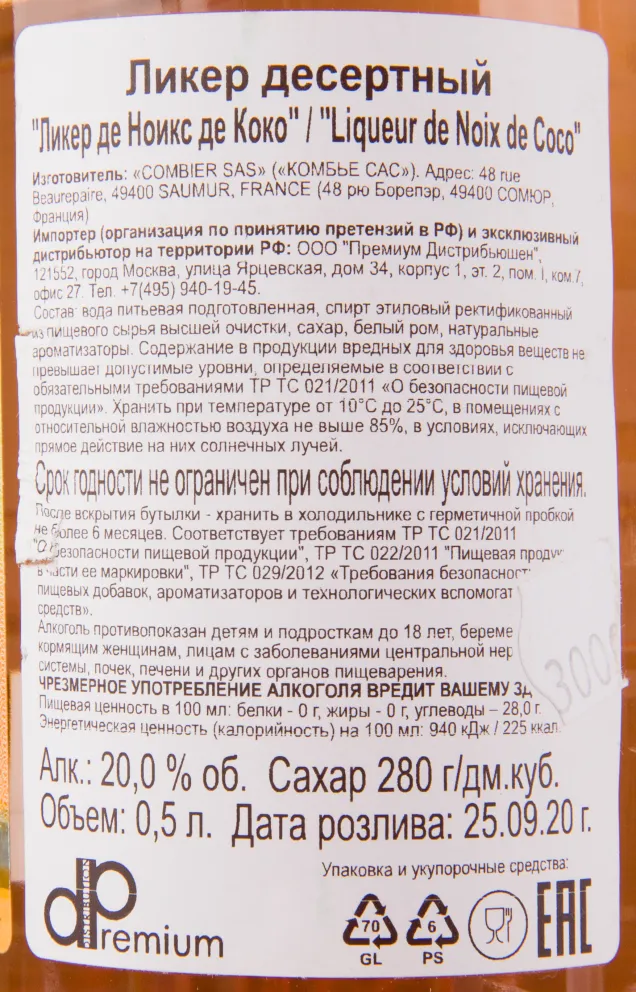 Ликер десертный
"Ликер де Ноикс де Коко" / "Liqueur de Noix de Coco"
Изготовитель: «COMBIER SAS» («КОМБЬЕ САС»). Адрес: 48 rue
Beaurepaire, 49400 SAUMUR, FRANCE (48 рю Борепэр, 49400 СОМЮР,
Франция)
Импортер (организация по принятию претензий в РФ) и эксклюзивный
дистрибьютор на территории РФ: ООО "Премиум Дистрибьюшен",
121552, город Москва, улица Ярцевская, дом 34, корпус 1, эт. 2, пом. I, ком.7,
офис 27. Тел. +7(495) 940-19-45.
Состав: вода питьевая подготовленная, спирт этиловый ректификованный
из пищевого сырья высшей очистки, сахар, белый ром, натуральные
ароматизаторы. Содержание в продукции вредных для здоровья веществ не
превышает допустимые уровни, определяемые в соответствии с
обязательными требованиями ТР ТС 021/2011 «О безопасности пищевой
продукции». Хранить при температуре от 10°С до 25°С, в помещениях с
относительной влажностью воздуха не выше 85%, в условиях, исключающих
прямое действие на них солнечных лучей.
Срок годности не ограничен при соблюдении условий хранения.
После вскрытия бутылки - хранить в холодильнике с герметичной пробкой
не более 6 месяцев. Соответствует требованиям ТР ТС 021/2011
"О безопасности пищевой продукции", ТР ТС 022/2011 "Пищевая проду
в части ее маркировки", ТР ТС 029/2012 «Требования безопаснос
пищевых добавок, ароматизаторов и технологических вспомогат
средств».
Алкоголь противопоказан детям и подросткам до 18 лет, береме
кормящим женщинам, лицам с заболеваниями центральной нер
системы, почек, печени и других органов пищеварения.
ЧРЕЗМЕРНОЕ УПОТРЕБЛЕНИЕ АЛКОГОЛЯ ВРЕДИТ ВАШЕМУ ЗД
Пищевая ценность в 100 мл: белки - 0 г, жиры - 0 г, углеводы – 28,0 г.
Энергетическая ценность (калорийность) на 100 мл: 940 кДж / 225 ккал.
Алк.: 20,0 % об. Сахар 280 г/дм.куб.
Объем: 0,5 л. Дата розлива: 25.09.20 г.
Упаковка и укупорочные средства:
DISTRIBUTION
Premium
70
GL
6
PS
EAC